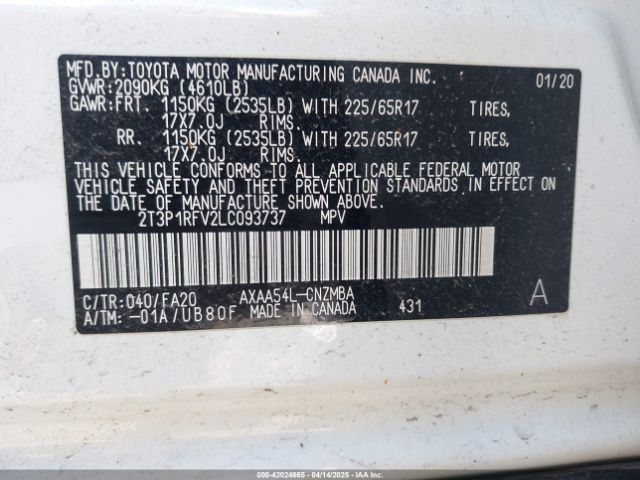 MFD.BY:TOYOTA MOTOR MANUFACTURING CANADA INC. 01/20
GVWR:2090KG (4610LB)
GAWR:FRT. 1150KG (2535LB) WITH 225/65R17 TIRES,
17X7.0J RIMS
RR. 1150KG (2535LB) WITH 225/65R17 TIRES,
17X7.0J RIMS
THIS VEHICLE CONFORMS TO ALL APPLICABLE FEDERAL MOTOR
VEHICLE SAFETY AND THEFT PREVENTION STANDARDS IN EFFECT ON
THE DATE OF MANUFACTURE SHOWN ABOVE.
2T3P1RFV2LC093737 MPV
C/TR:040/FA20 AXAA54L-CNZMBA A
A/TM:-01A/UB80F MADE IN CANADA 431
000-42024665 - 04/14/2025 - IAAI.CA